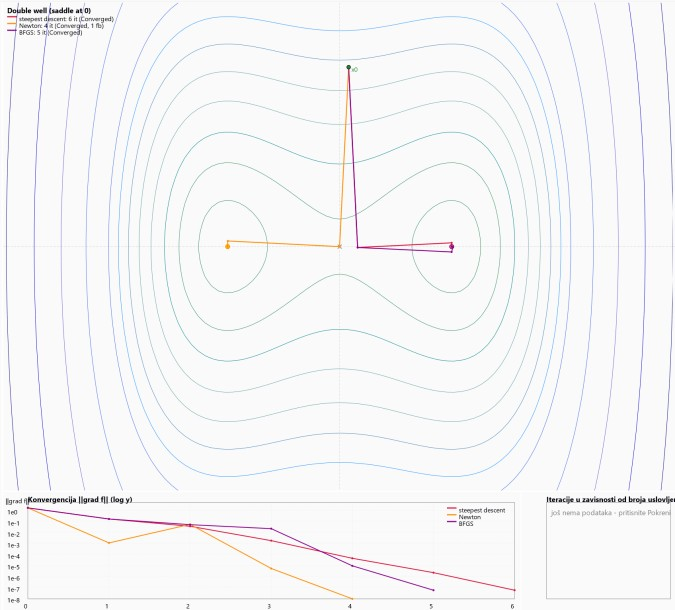 Double well (saddle at 0)
steepest descent: 6 it (Converged)
Newton: 4 it (Converged, 1 fb)
BFGS: 5 it (Converged)
x0
||grad f||
Konvergencija ||grad f|| (log y)
1e0
1e-1
1e-2
1e-3
1e-4
1e-5
1e-6
1e-7
1e-8
0
1
2
3
4
5
6
steepest descent
Newton
BFGS
Iteracije u zavisnosti od broja uslovljen
još nema podataka - pritisnite Pokreni